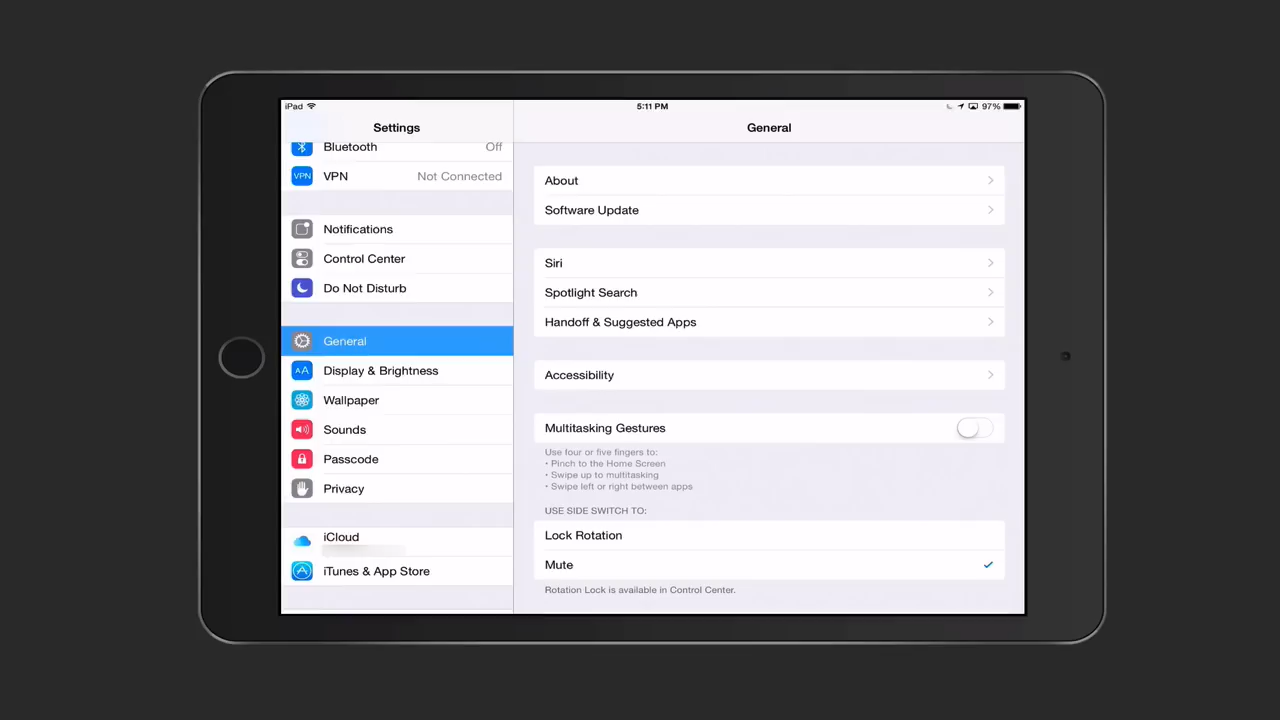 iPad
5:11 PM
97%
Settings
Bluetooth Off
VPN VPN Not Connected
Notifications
Control Center
Do Not Disturb
General
AA Display & Brightness
Wallpaper
Sounds
Passcode
Privacy
iCloud
iTunes & App Store
General
About
Software Update
Siri
Spotlight Search
Handoff & Suggested Apps
Accessibility
Multitasking Gestures
Use four or five fingers to:
• Pinch to the Home Screen
• Swipe up to multitasking
• Swipe left or right between apps
USE SIDE SWITCH TO:
Lock Rotation
Mute
Rotation Lock is available in Control Center.